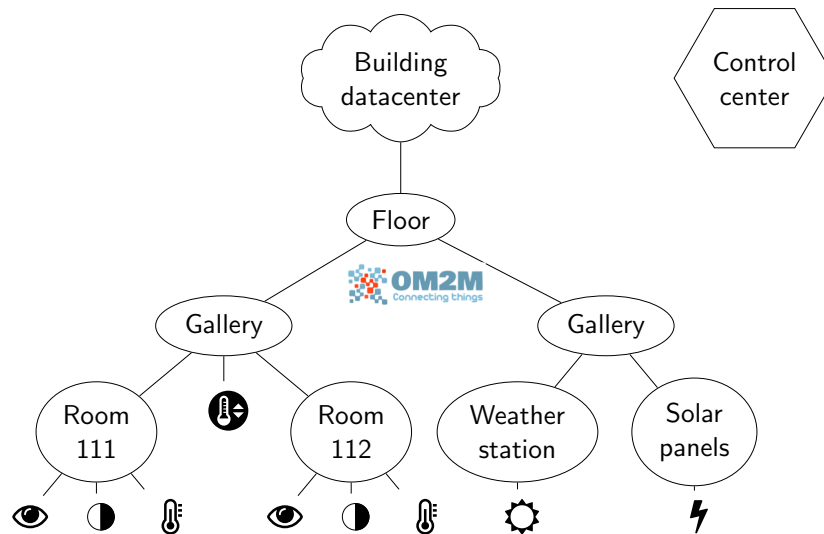 Building
datacenter
Control
center
Floor
OM2M
Connecting things
Gallery
Gallery
Room
111
Room
112
Weather
station
Solar
panels